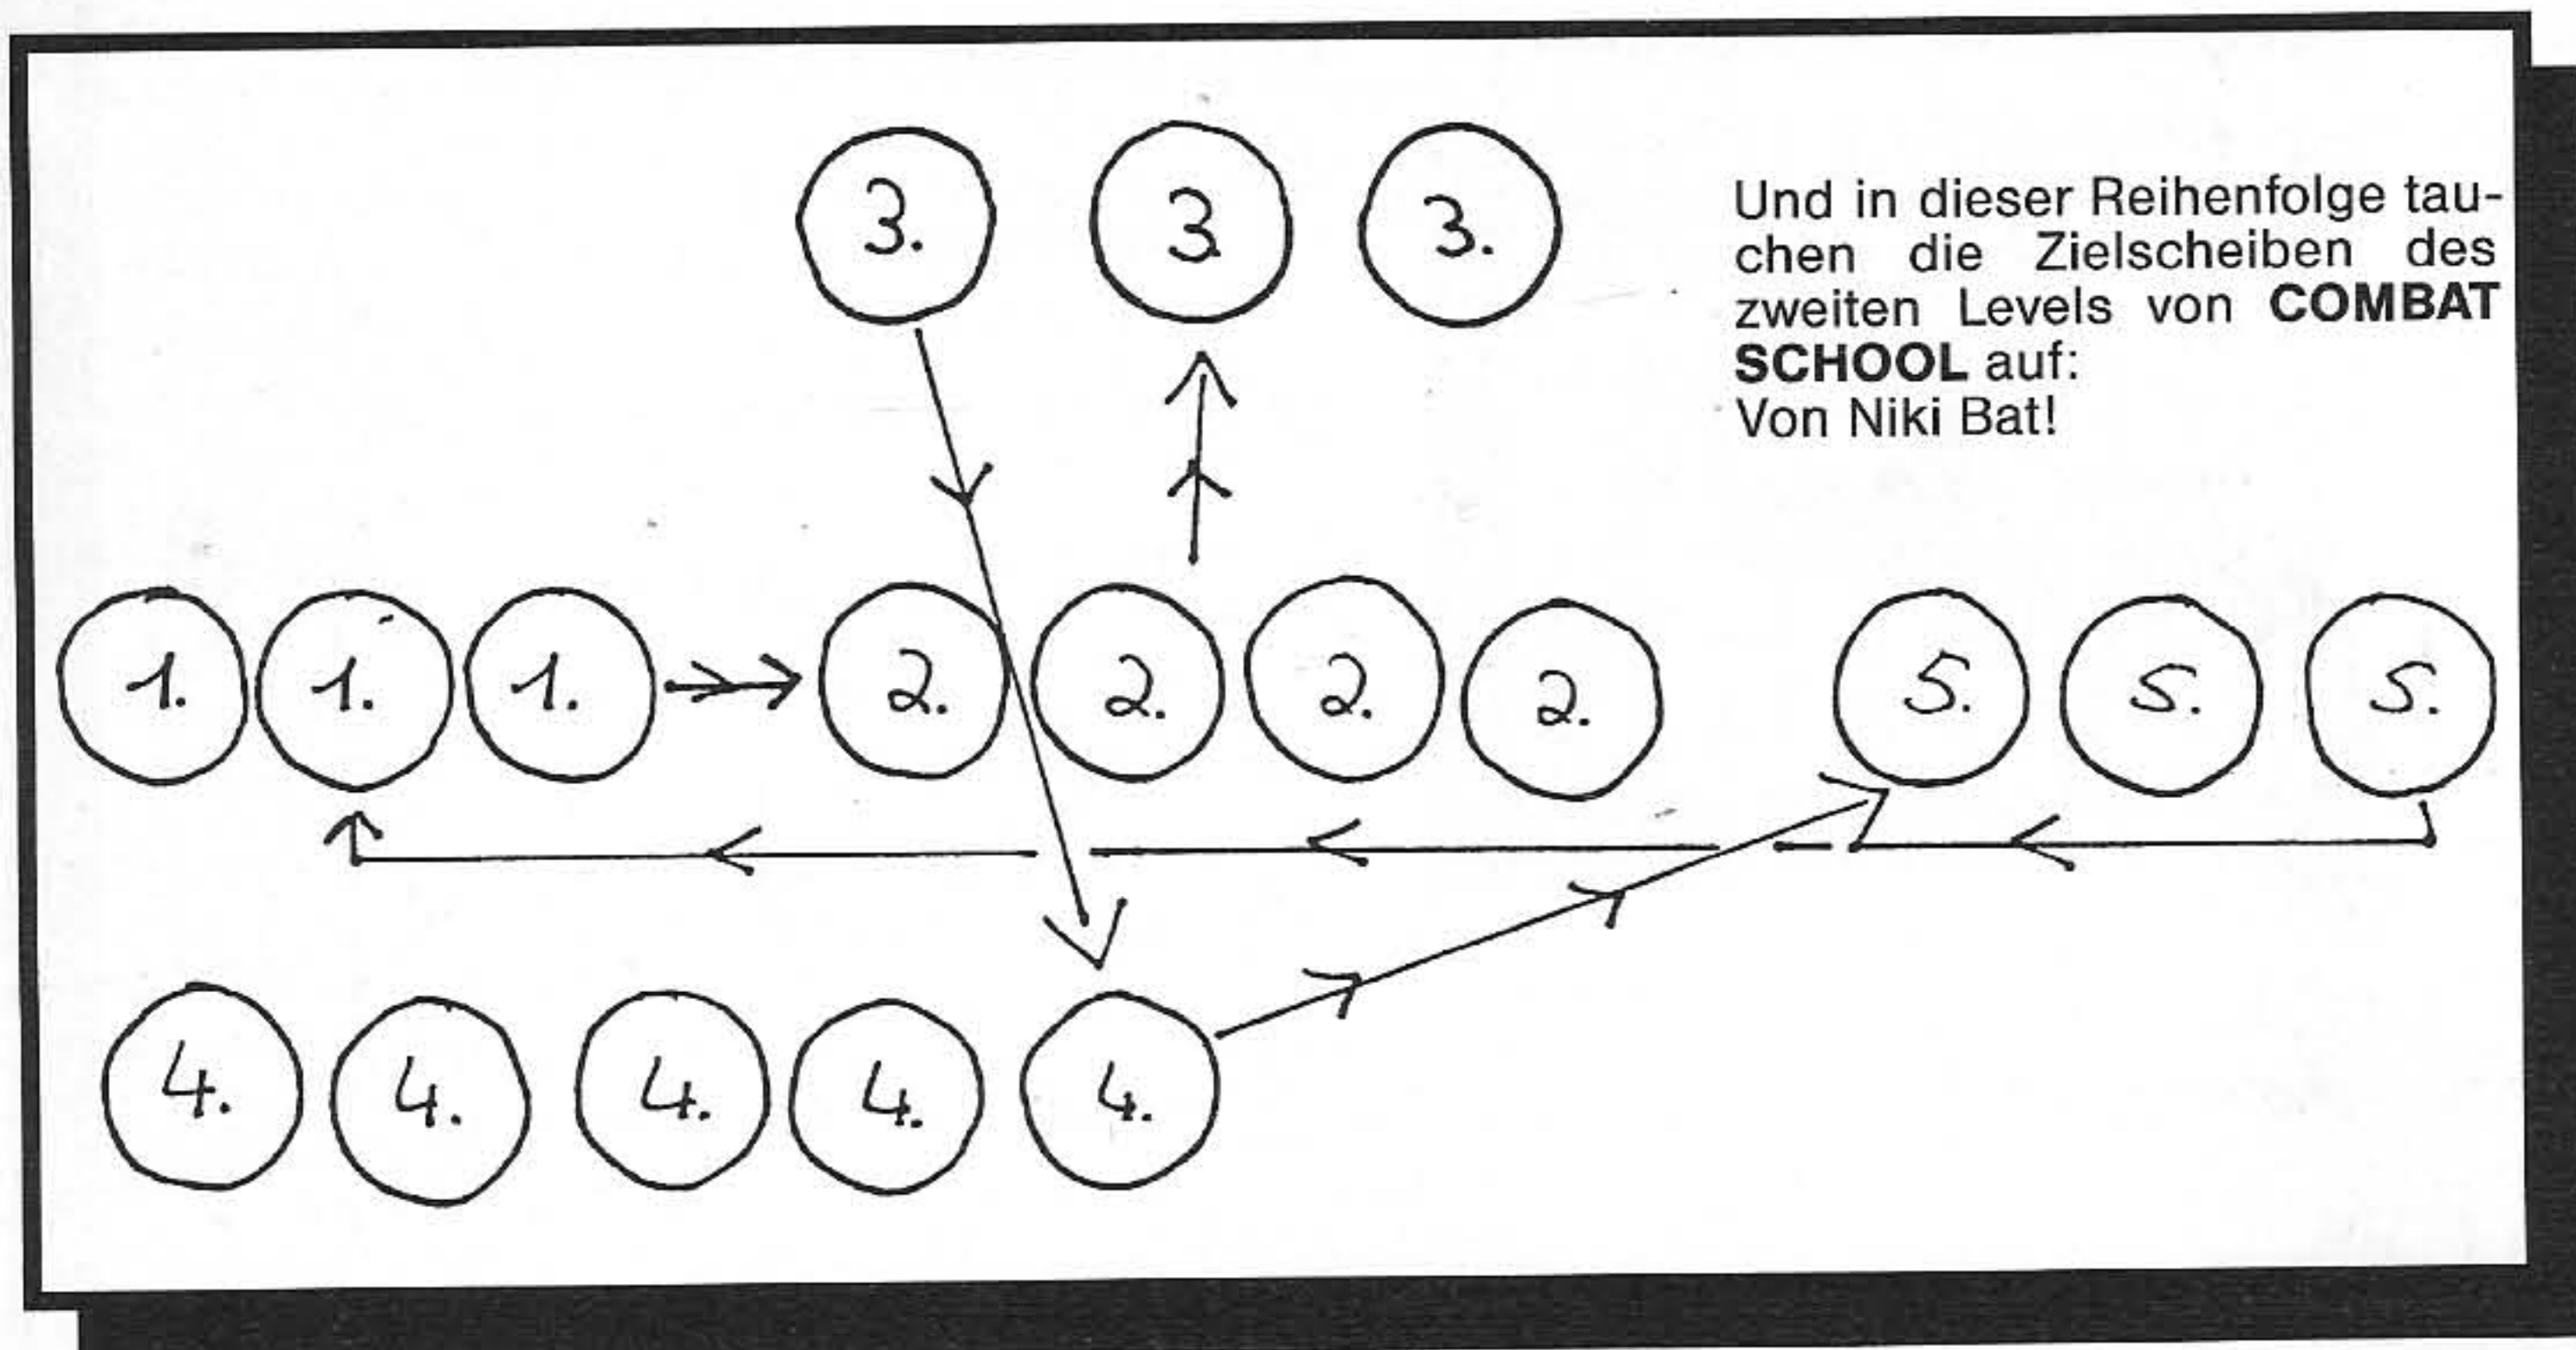 3. 3. 3.
Und in dieser Reihenfolge tau-
chen die Zielscheiben des
zweiten Levels von COMBAT
SCHOOL auf:
Von Niki Bat!
1. 1. 1. 2. 2. 2. 2. 5. 5. 5.
4. 4. 4. 4. 4.